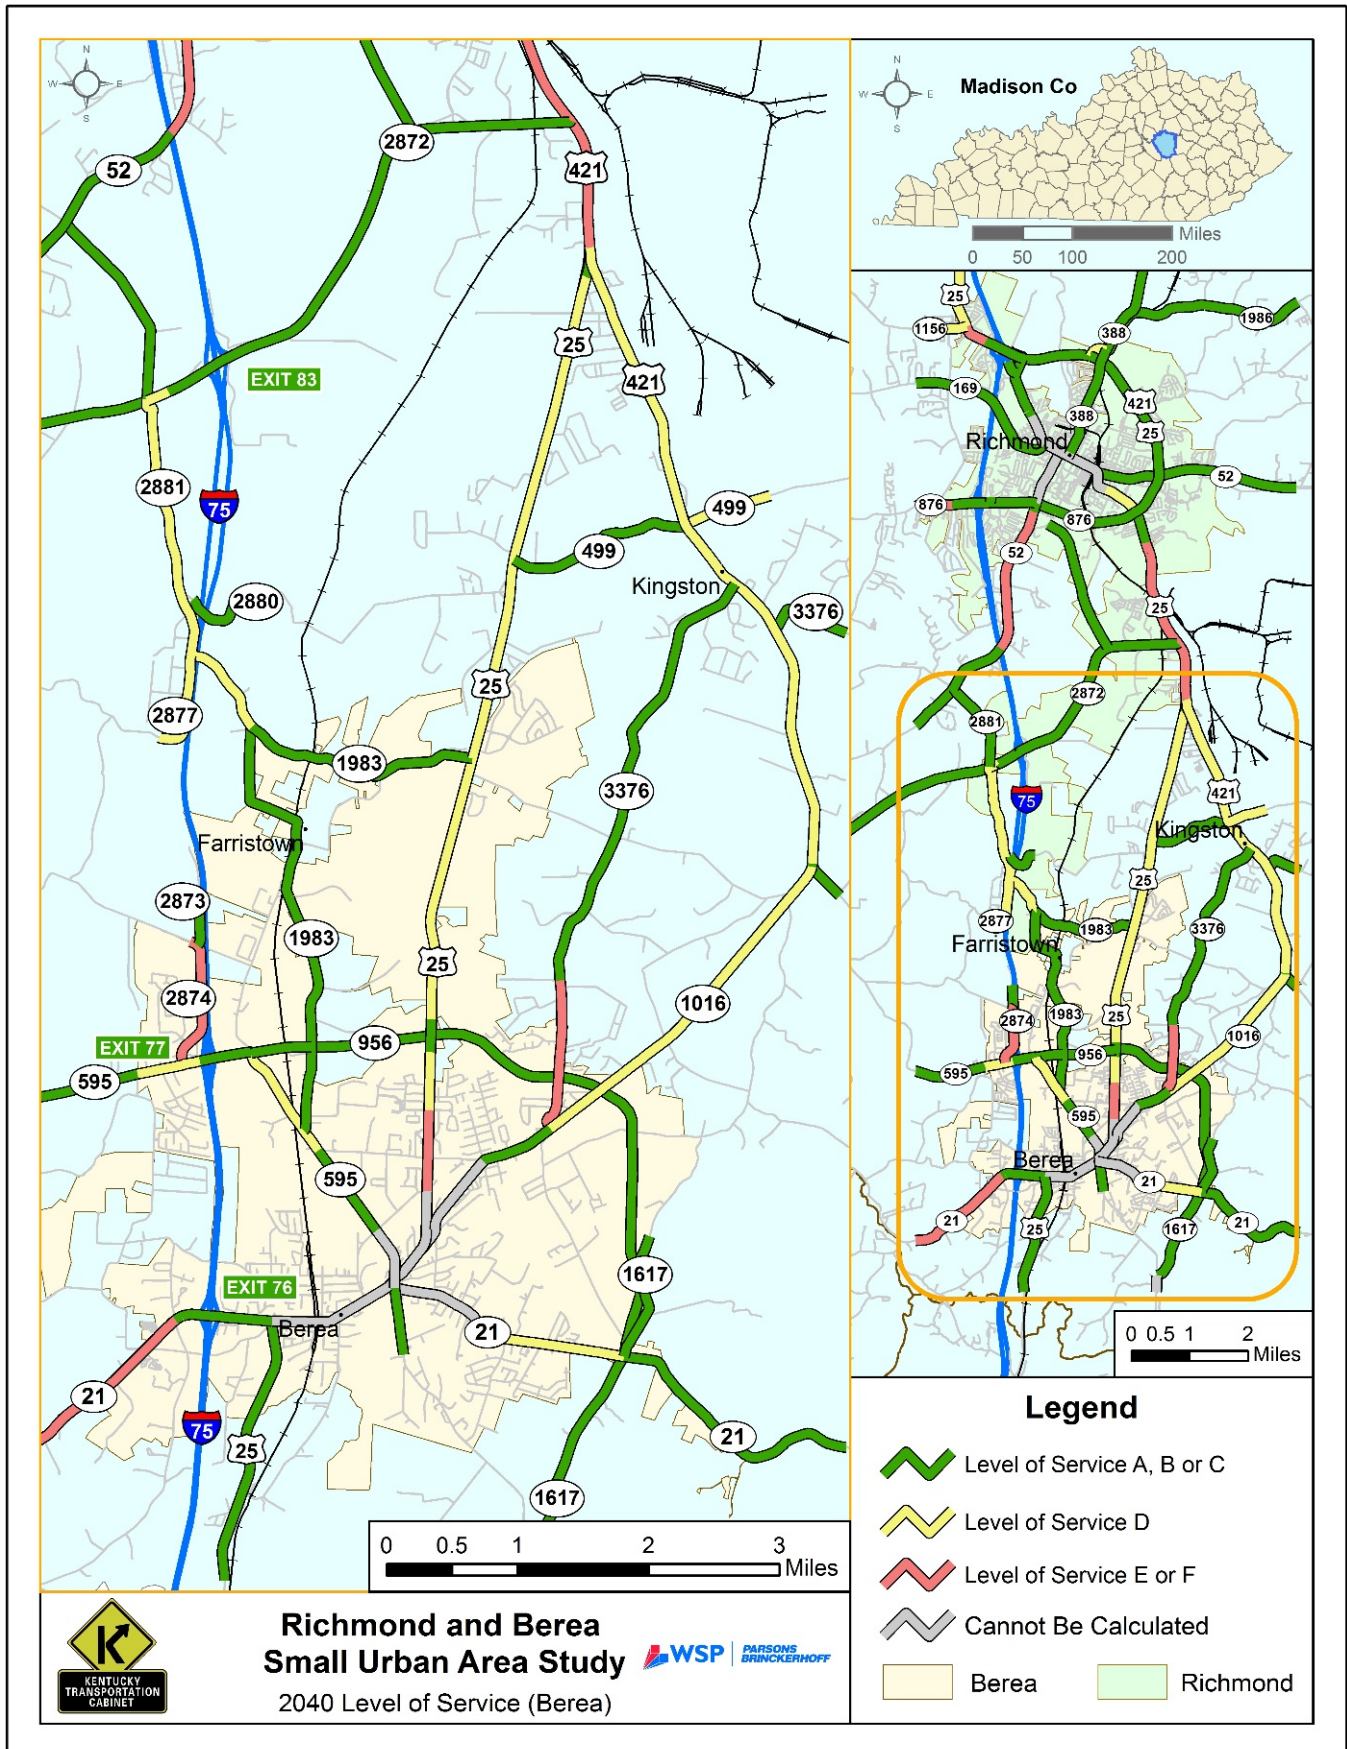 N
W
E
S
52
2872
421
EXIT 83
25
421
2881
75
499
499
2880
Kingston
3376
25
2877
1983
3376
Farristown
2873
1983
25
2874
1016
EXIT 77
956
595
595
1617
EXIT 76
Berea
21
21
75
25
21
1617
0 0.5 1 2 3
Miles
N
W
E
S
Madison Co
Miles
0 50 100 200
25
1156
388
1986
169
421
388
25
Richmond
52
876
876
52
25
2872
2881
75
421
Kingston
25
2877
1983
3376
Farristown
2874
1983
25
1016
956
595
595
Berea
21
21
25
1617
21
0 0.5 1 2
Miles
Legend
Level of Service A, B or C
Level of Service D
Level of Service E or F
Cannot Be Calculated
Berea
Richmond
KENTUCKY
TRANSPORTATION
CABINET
Richmond and Berea
Small Urban Area Study
2040 Level of Service (Berea)
WSP
PARSONS
BRINCKERHOFF